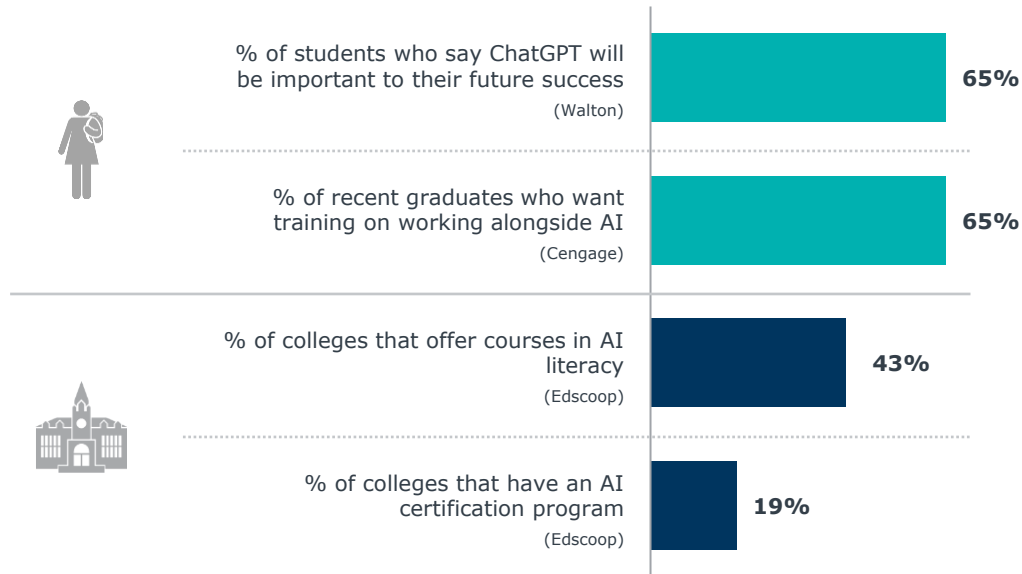 % of students who say ChatGPT will
be important to their future success
(Walton)
65%
% of recent graduates who want
training on working alongside AI
(Cengage)
65%
% of colleges that offer courses in AI
literacy
(Edscoop)
43%
% of colleges that have an AI
certification program
(Edscoop)
19%